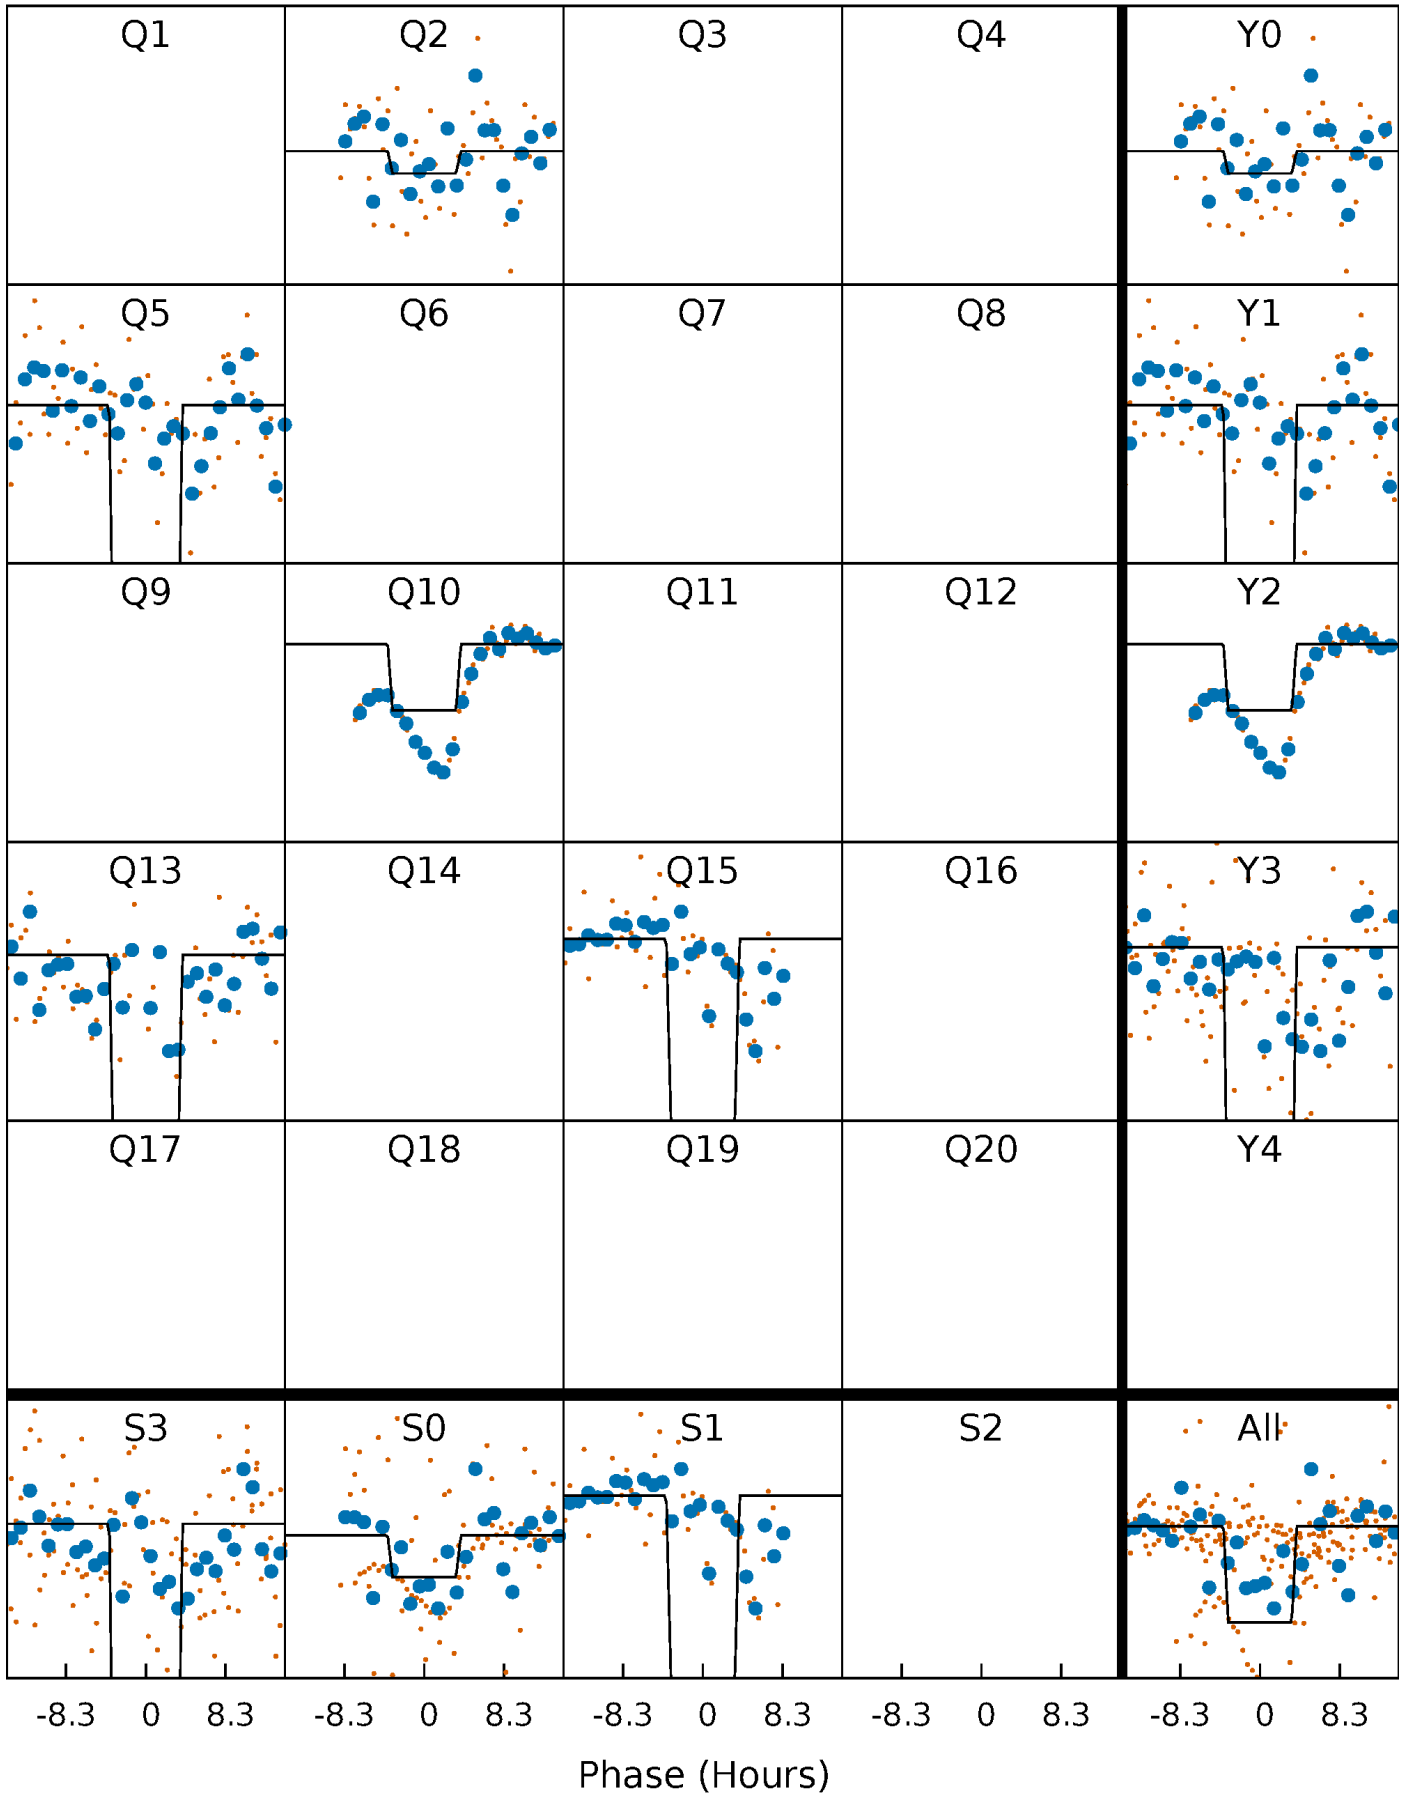 Q1 Q2 Q3 Q4 Y0
Q5 Q6 Q7 Q8 Y1
Q9 Q10 Q11 Q12 Y2
Q13 Q14 Q15 Q16 Y3
Q17 Q18 Q19 Q20 Y4
S3 S0 S1 S2 All
-8.3 0 8.3 -8.3 0 8.3 -8.3 0 8.3 -8.3 0 8.3 -8.3 0 8.3
Phase (Hours)